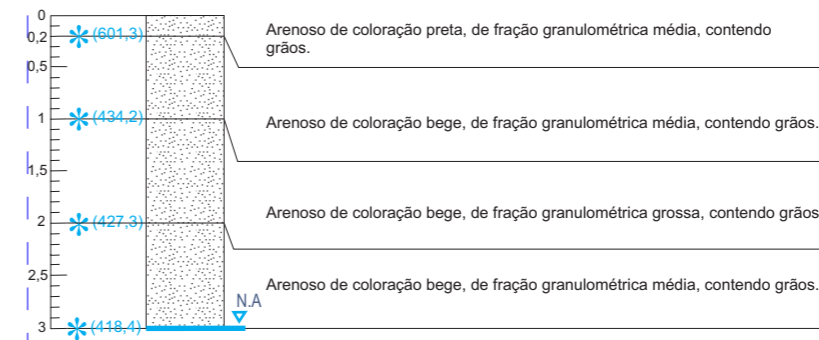 0
0,2
(601,3)
Arenoso de coloração preta, de fração granulométrica média, contendo
grãos.
0,5
1
(434,2)
Arenoso de coloração bege, de fração granulométrica média, contendo grãos.
1,5
2
(427,3)
Arenoso de coloração bege, de fração granulométrica grossa, contendo grãos
2,5
Arenoso de coloração bege, de fração granulométrica média, contendo grãos.
N.A
3
(418,4)